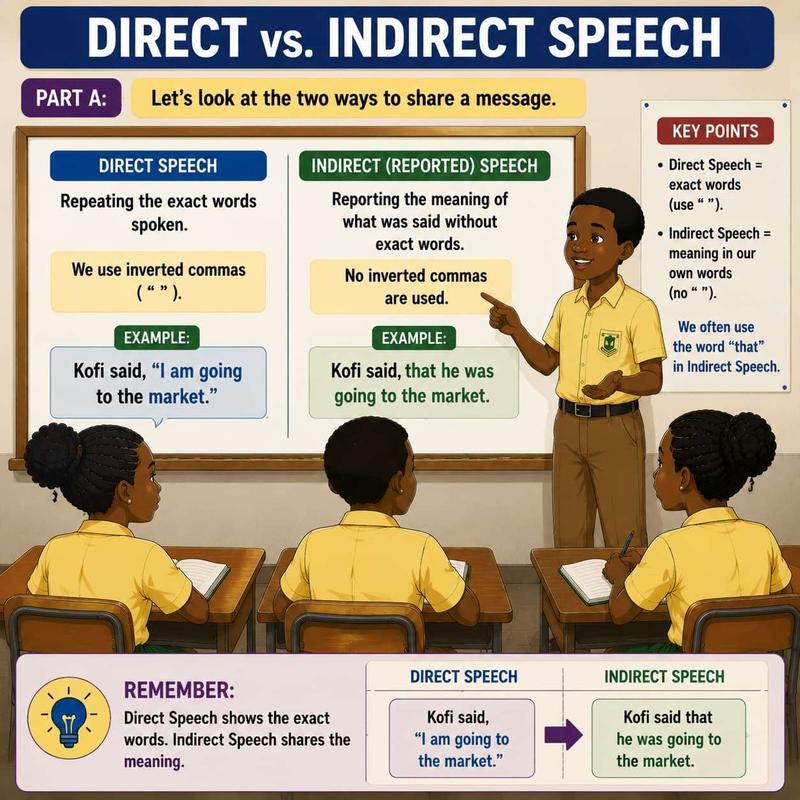 DIRECT vs. INDIRECT SPEECH
PART A:
Let's look at the two ways to share a message.
DIRECT SPEECH
Repeating the exact words
spoken.
We use inverted commas
( “ ” ).
EXAMPLE:
Kofi said, “I am going
to the market.”
INDIRECT (REPORTED) SPEECH
Reporting the meaning of
what was said without
exact words.
No inverted commas
are used.
EXAMPLE:
Kofi said, that he was
going to the market.
KEY POINTS
• Direct Speech =
exact words
(use “ ”).
• Indirect Speech =
meaning in our
own words
(no “ ”).
We often use
the word “that”
in Indirect Speech.
REMEMBER:
Direct Speech shows the exact
words. Indirect Speech shares the
meaning.
DIRECT SPEECH
Kofi said,
“I am going to
the market.”
INDIRECT SPEECH
Kofi said that
he was going to
the market.